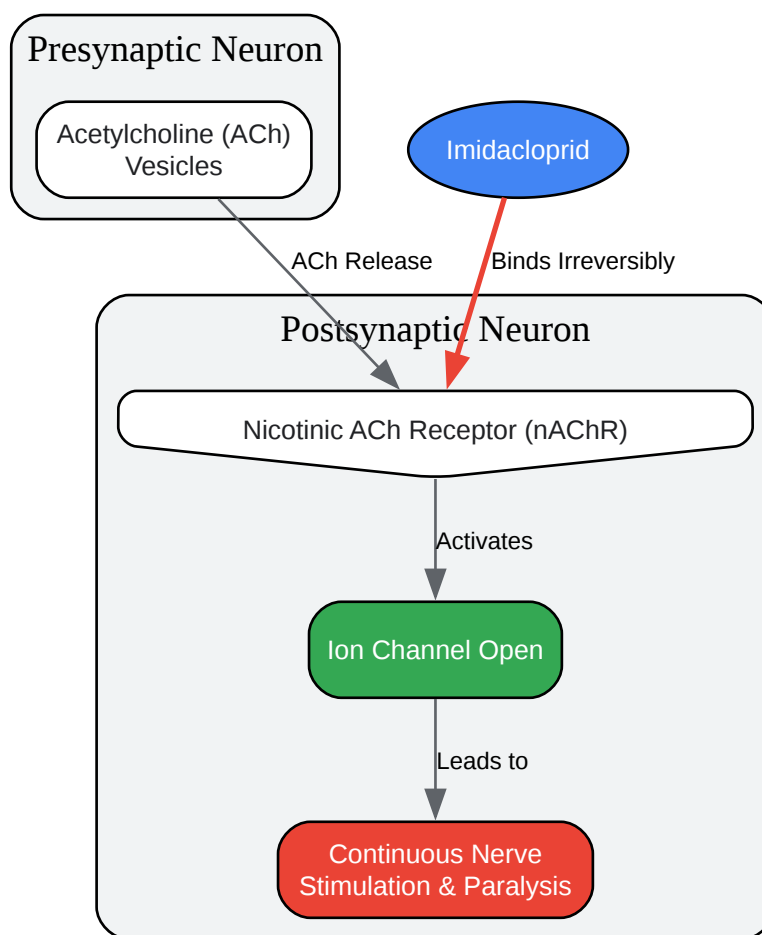 Presynaptic Neuron
Acetylcholine (ACh)
Vesicles
Imidacloprid
ACh Release
Binds Irreversibly
Postsynaptic Neuron
Nicotinic ACh Receptor (nAChR)
Activates
Ion Channel Open
Leads to
Continuous Nerve
Stimulation & Paralysis